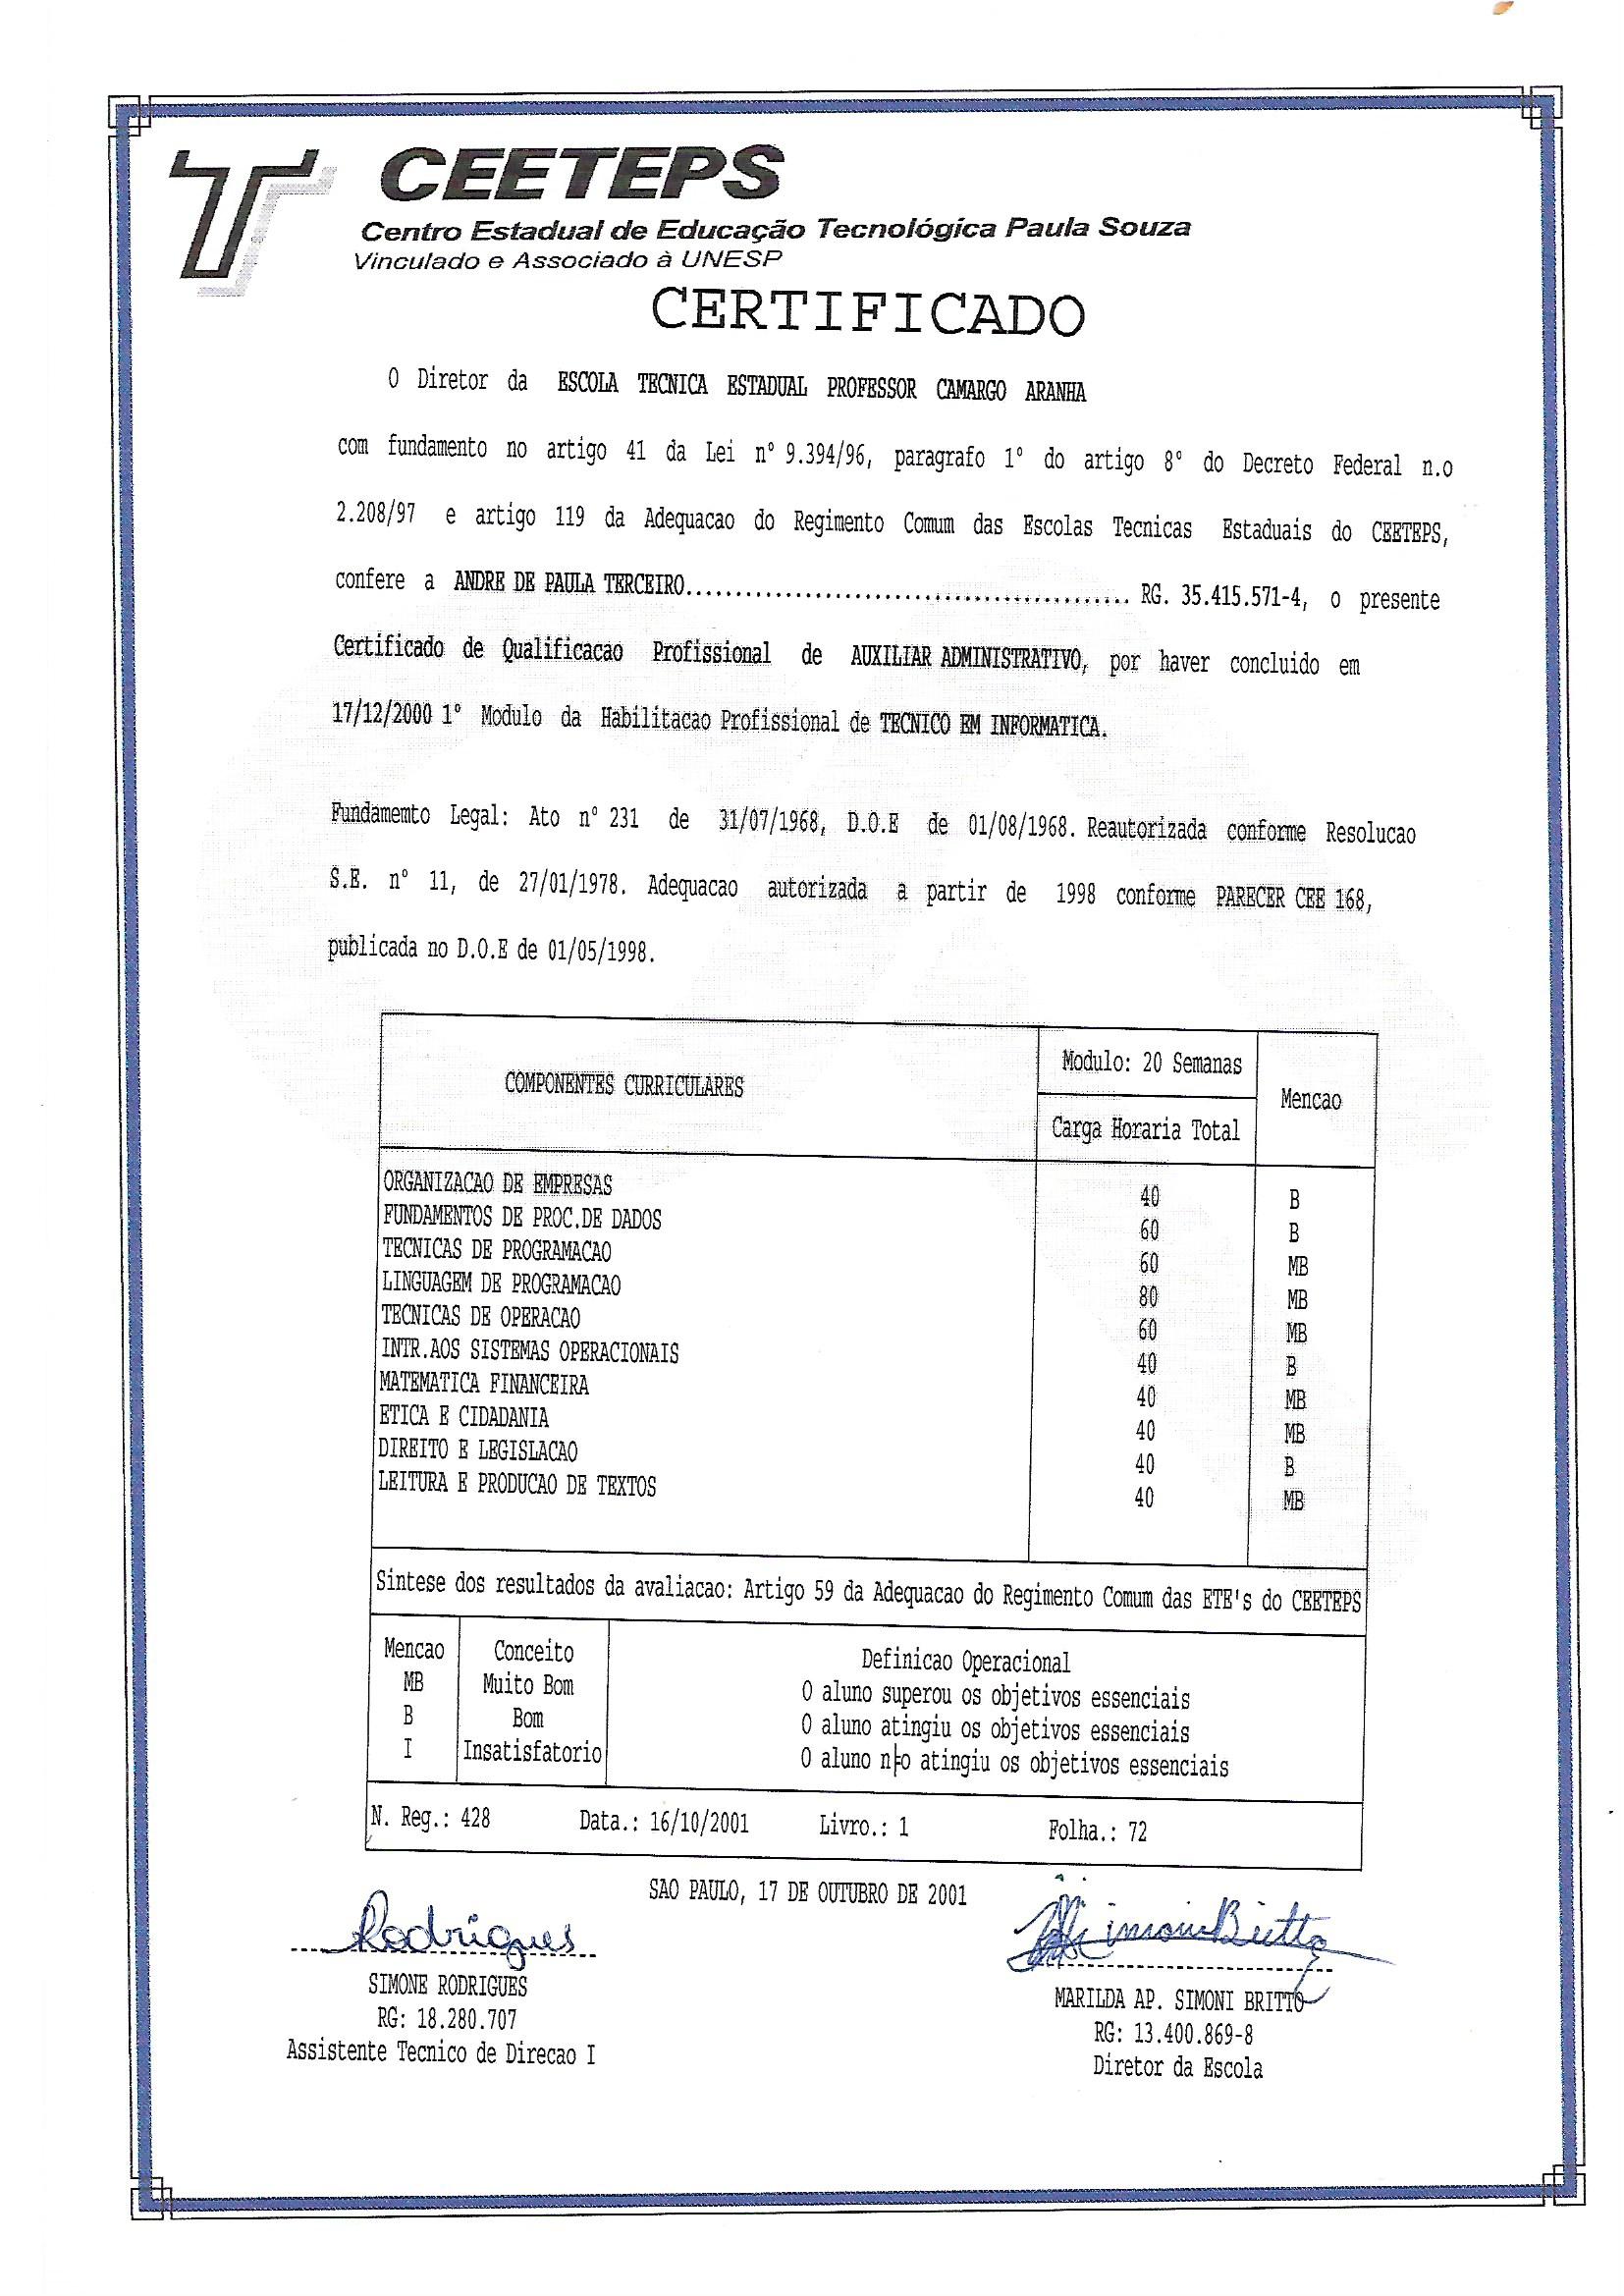 CEETEPS
Centro Estadual de Educação Tecnológica Paula Souza
Vinculado e Associado à UNESP
CERTIFICADO
O Diretor da ESCOLA TECNICA ESTADUAL PROFESSOR CAMARGO ARANHA
com fundamento no artigo 41 da Lei nº 9.394/96, paragrafo 1º do artigo 8º do Decreto Federal n.o
2.208/97 e artigo 119 da Adequacao do Regimento Comum das Escolas Tecnicas Estaduais do CEETEPS,
confere a ANDRE DE PAULA TERCEIRO............................................. RG. 35.415.571-4, o presente
Certificado de Qualificacao Profissional de AUXILIAR ADMINISTRATIVO, por haver concluido em
17/12/2000 1º Modulo da Habilitacao Profissional de TECNICO EM INFORMATICA.
Fundamemto Legal: Ato nº 231 de 31/07/1968, D.O.E de 01/08/1968. Reautorizada conforme Resolucao
S.E. nº 11, de 27/01/1978. Adequacao autorizada a partir de 1998 conforme PARECER CEE 168,
publicada no D.O.E de 01/05/1998.
COMPONENTES CURRICULARES Modulo: 20 Semanas Mencao
Carga Horaria Total
ORGANIZACAO DE EMPRESAS 40 B
FUNDAMENTOS DE PROC.DE DADOS 60 B
TECNICAS DE PROGRAMACAO 60 MB
LINGUAGEM DE PROGRAMACAO 80 MB
TECNICAS DE OPERACAO 60 MB
INTR.AOS SISTEMAS OPERACIONAIS 40 B
MATEMATICA FINANCEIRA 40 MB
ETICA E CIDADANIA 40 MB
DIREITO E LEGISLACAO 40 B
LEITURA E PRODUCAO DE TEXTOS 40 MB
Sintese dos resultados da avaliacao: Artigo 59 da Adequacao do Regimento Comum das ETE's do CEETEPS
Mencao Conceito Definicao Operacional
MB Muito Bom O aluno superou os objetivos essenciais
B Bom O aluno atingiu os objetivos essenciais
I Insatisfatorio O aluno n├o atingiu os objetivos essenciais
N. Reg.: 428 Data.: 16/10/2001 Livro.: 1 Folha.: 72
SAO PAULO, 17 DE OUTUBRO DE 2001
Rodrigues
SIMONE RODRIGUES
RG: 18.280.707
Assistente Tecnico de Direcao I
MSimoniBritto
MARILDA AP. SIMONI BRITTO
RG: 13.400.869-8
Diretor da Escola